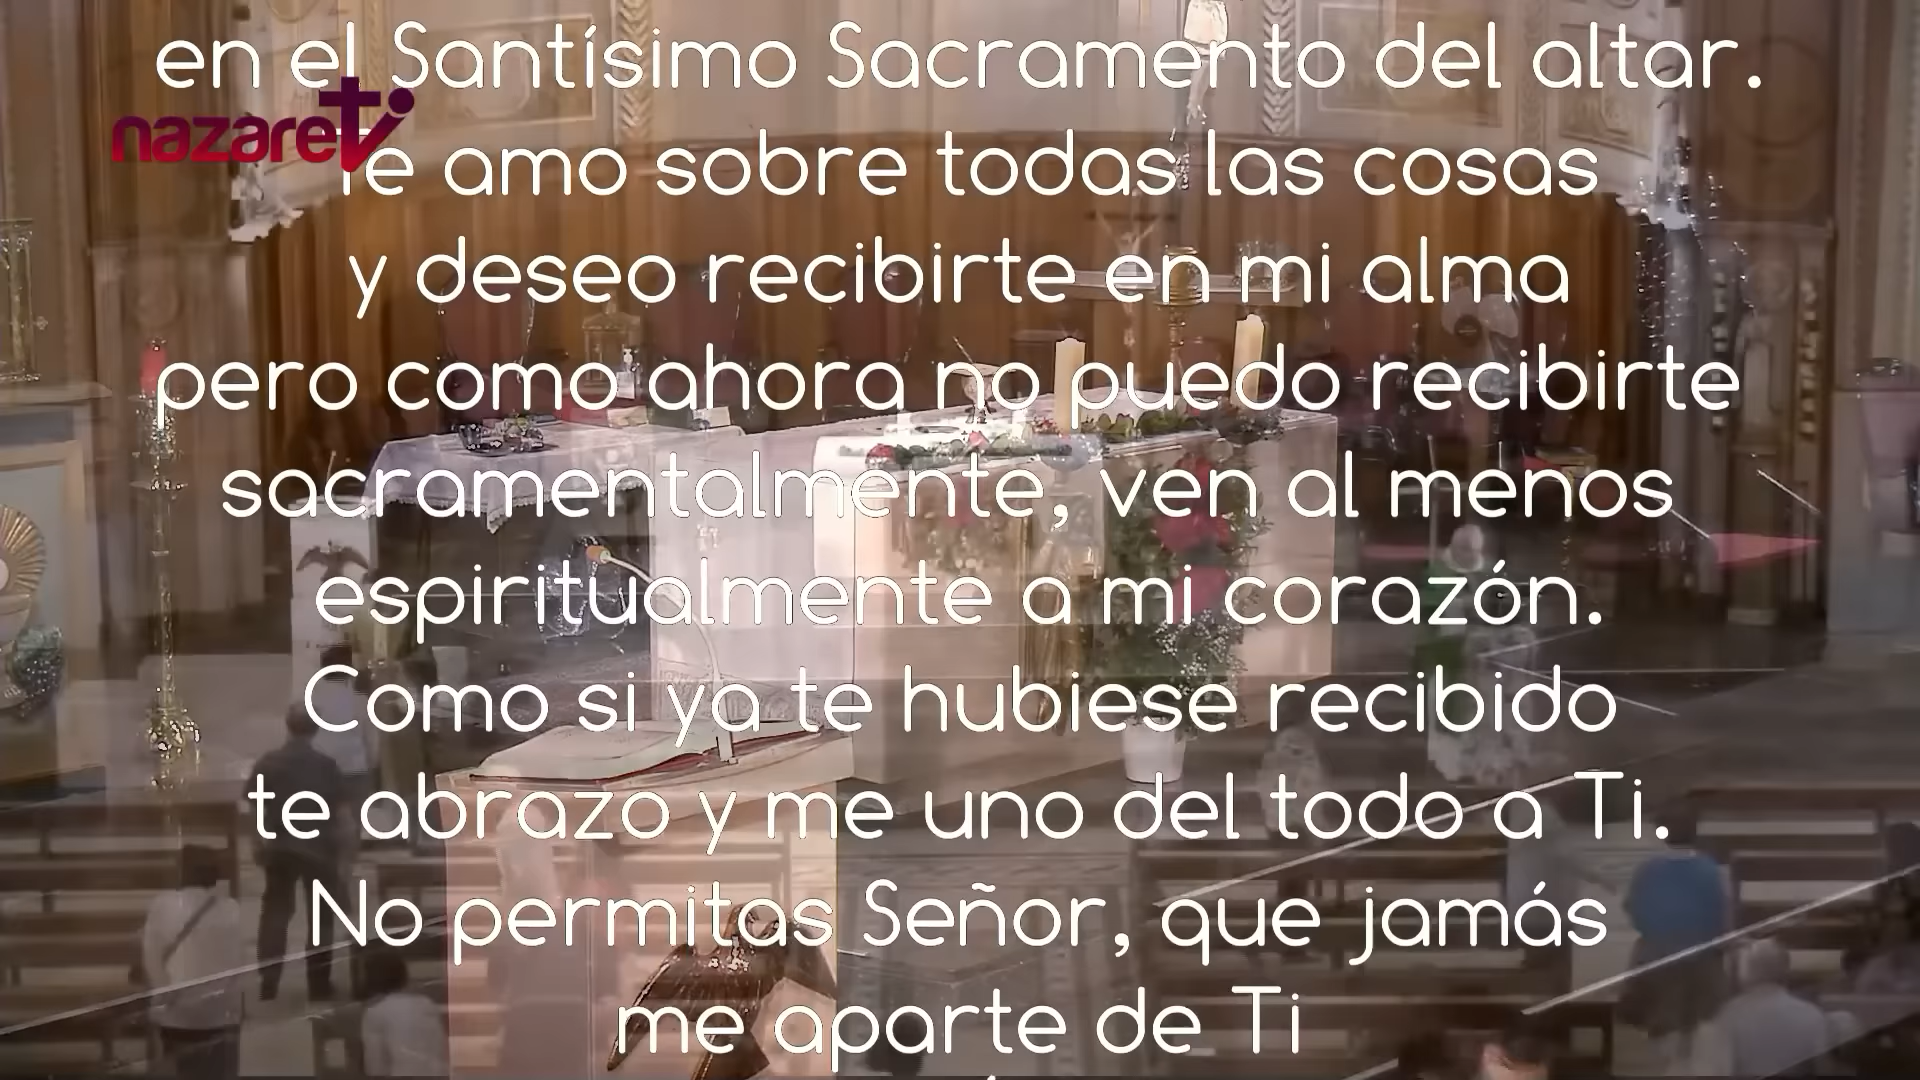 en el Santísimo Sacramento del altar.
nazareti
Te amo sobre todas las cosas
y deseo recibirte en mi alma
pero como ahora no puedo recibirte
sacramentalmente, ven al menos
espiritualmente a mi corazón.
Como si ya te hubiese recibido
te abrazo y me uno del todo a Ti.
No permitas Señor, que jamás
me aparte de Ti